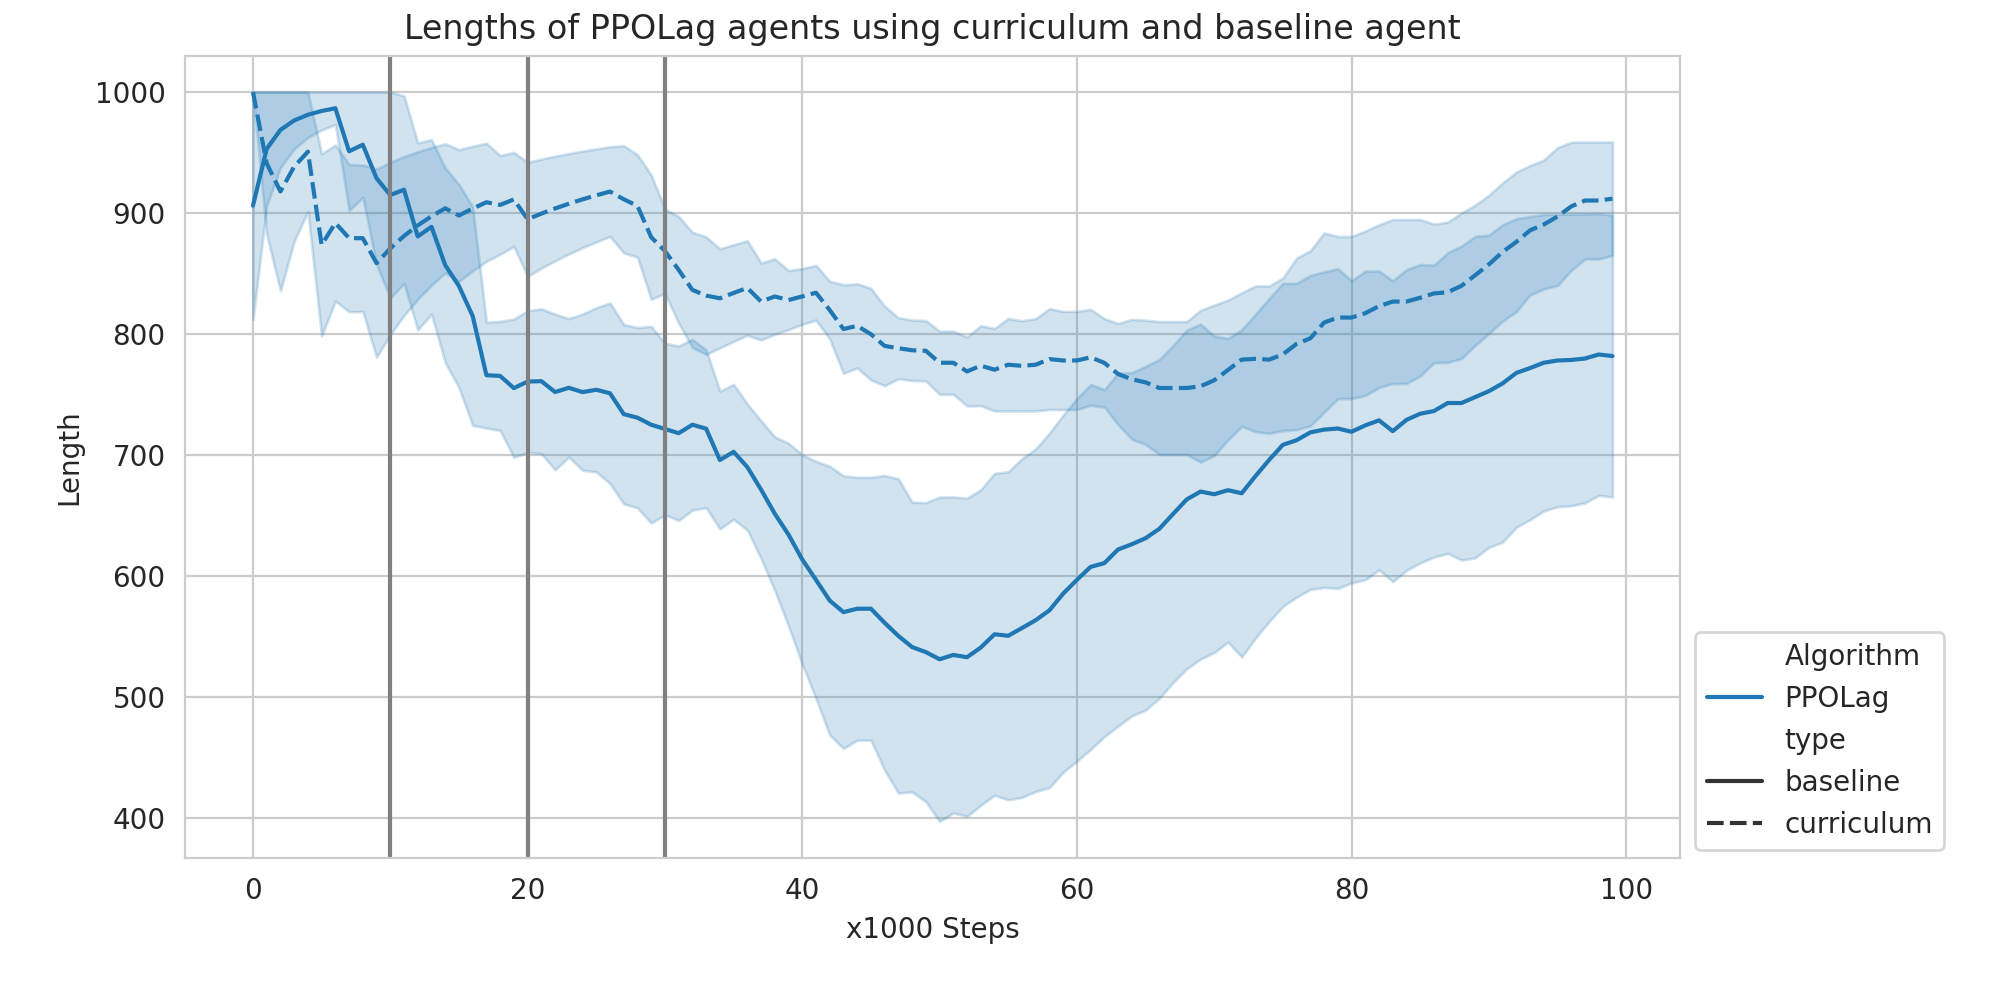 Lengths of PPOLag agents using curriculum and baseline agent
1000
900
800
700
600
500
400
Length
0 20 40 60 80 100
x1000 Steps
Algorithm
PPOLag
type
baseline
curriculum